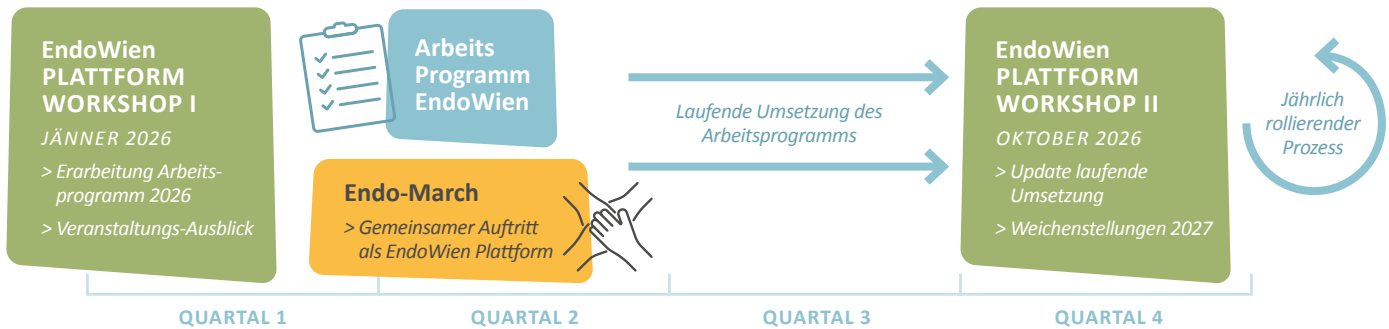 EndoWien
PLATTFORM
WORKSHOP I
JÄNNER 2026
> Erarbeitung Arbeits-
programm 2026
> Veranstaltungs-Ausblick
Arbeits
Programm
EndoWien
Endo-March
> Gemeinsamer Auftritt
als EndoWien Plattform
Laufende Umsetzung des
Arbeitsprogramms
EndoWien
PLATTFORM
WORKSHOP II
OKTOBER 2026
> Update laufende
Umsetzung
> Weichenstellungen 2027
Jährlich
rollierender
Prozess
QUARTAL 1
QUARTAL 2
QUARTAL 3
QUARTAL 4